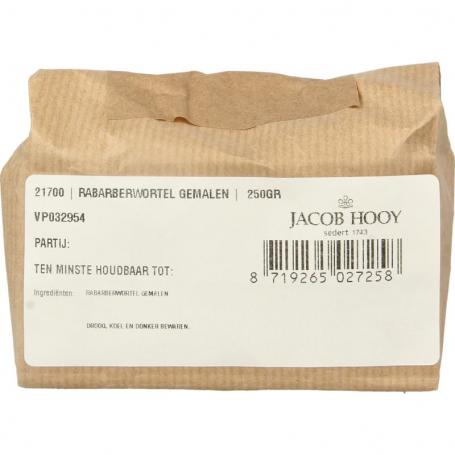 21700 | RABARBERWORTEL GEMALEN | 250GR
VP032954
JACOB HOOY
sedert 1743
PARTIJ:
TEN MINSTE HOUDBAAR TOT:
8 719265 027258
Ingrediënten: RABARBERWORTEL GEMALEN
DROOG, KOEL EN DONKER BEWAREN.